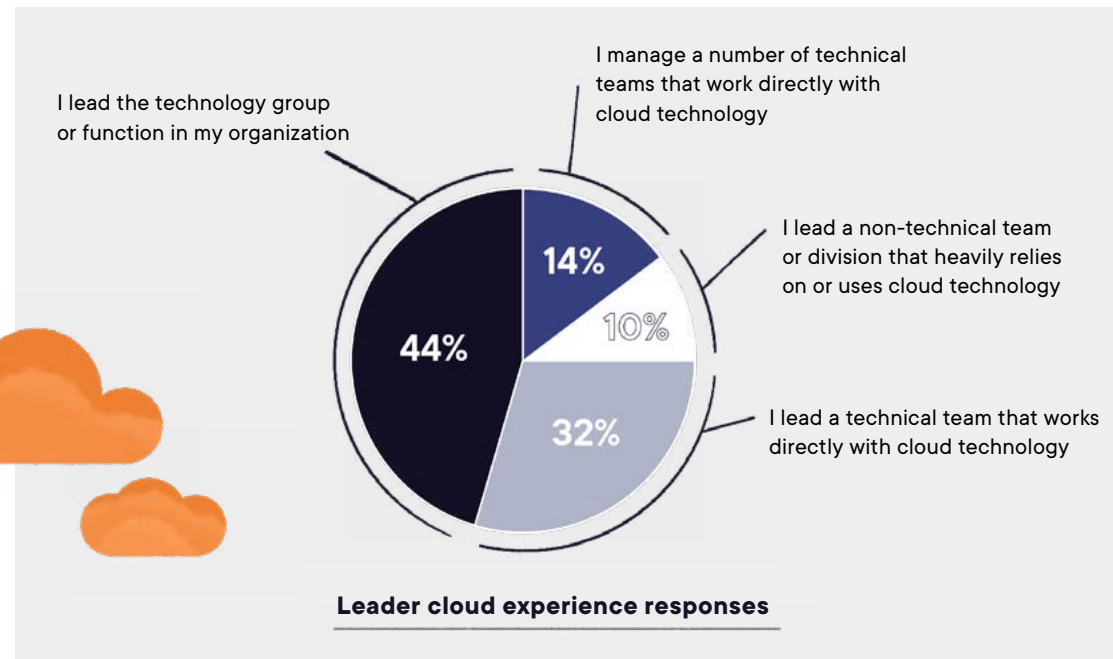 I manage a number of technical
teams that work directly with
cloud technology
I lead the technology group
or function in my organization
I lead a non-technical team
or division that heavily relies
on or uses cloud technology
14%
10%
44%
32%
I lead a technical team that works
directly with cloud technology
Leader cloud experience responses